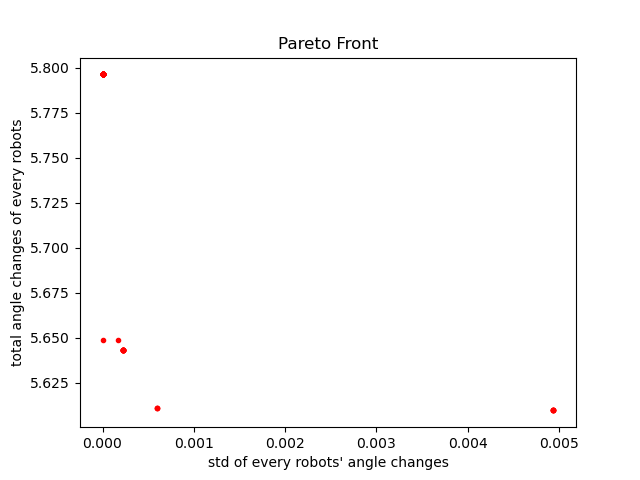 Pareto Front
total angle changes of every robots
5.800
5.775
5.750
5.725
5.700
5.675
5.650
5.625
0.000 0.001 0.002 0.003 0.004 0.005
std of every robots' angle changes